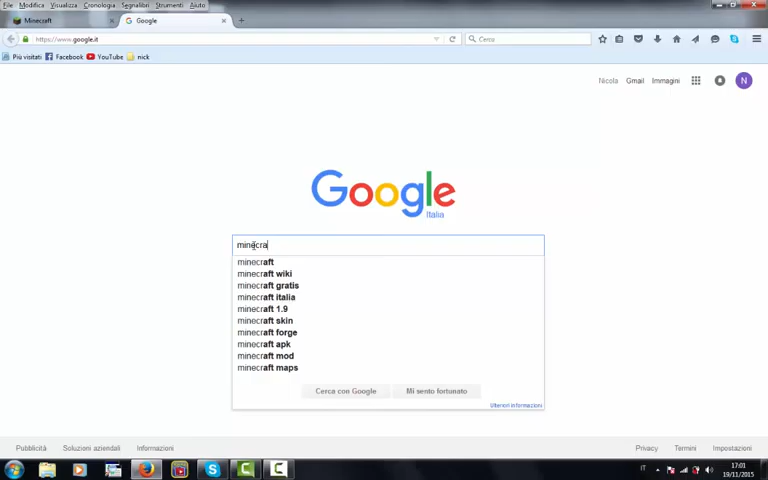 File Modifica Visualizza Cronologia Segnalibri Strumenti Aiuto
Minecraft × Google × +
https://www.google.it Cerca
Più visitati Facebook YouTube nick
Nicola Gmail Immagini N
Google
Italia
minecra
minecraft
minecraft wiki
minecraft gratis
minecraft italia
minecraft 1.9
minecraft skin
minecraft forge
minecraft apk
minecraft mod
minecraft maps
Cerca con Google Mi sento fortunato
Ulteriori informazioni
Pubblicità Soluzioni aziendali Informazioni Privacy Termini Impostazioni
IT 17:01
19/11/2015